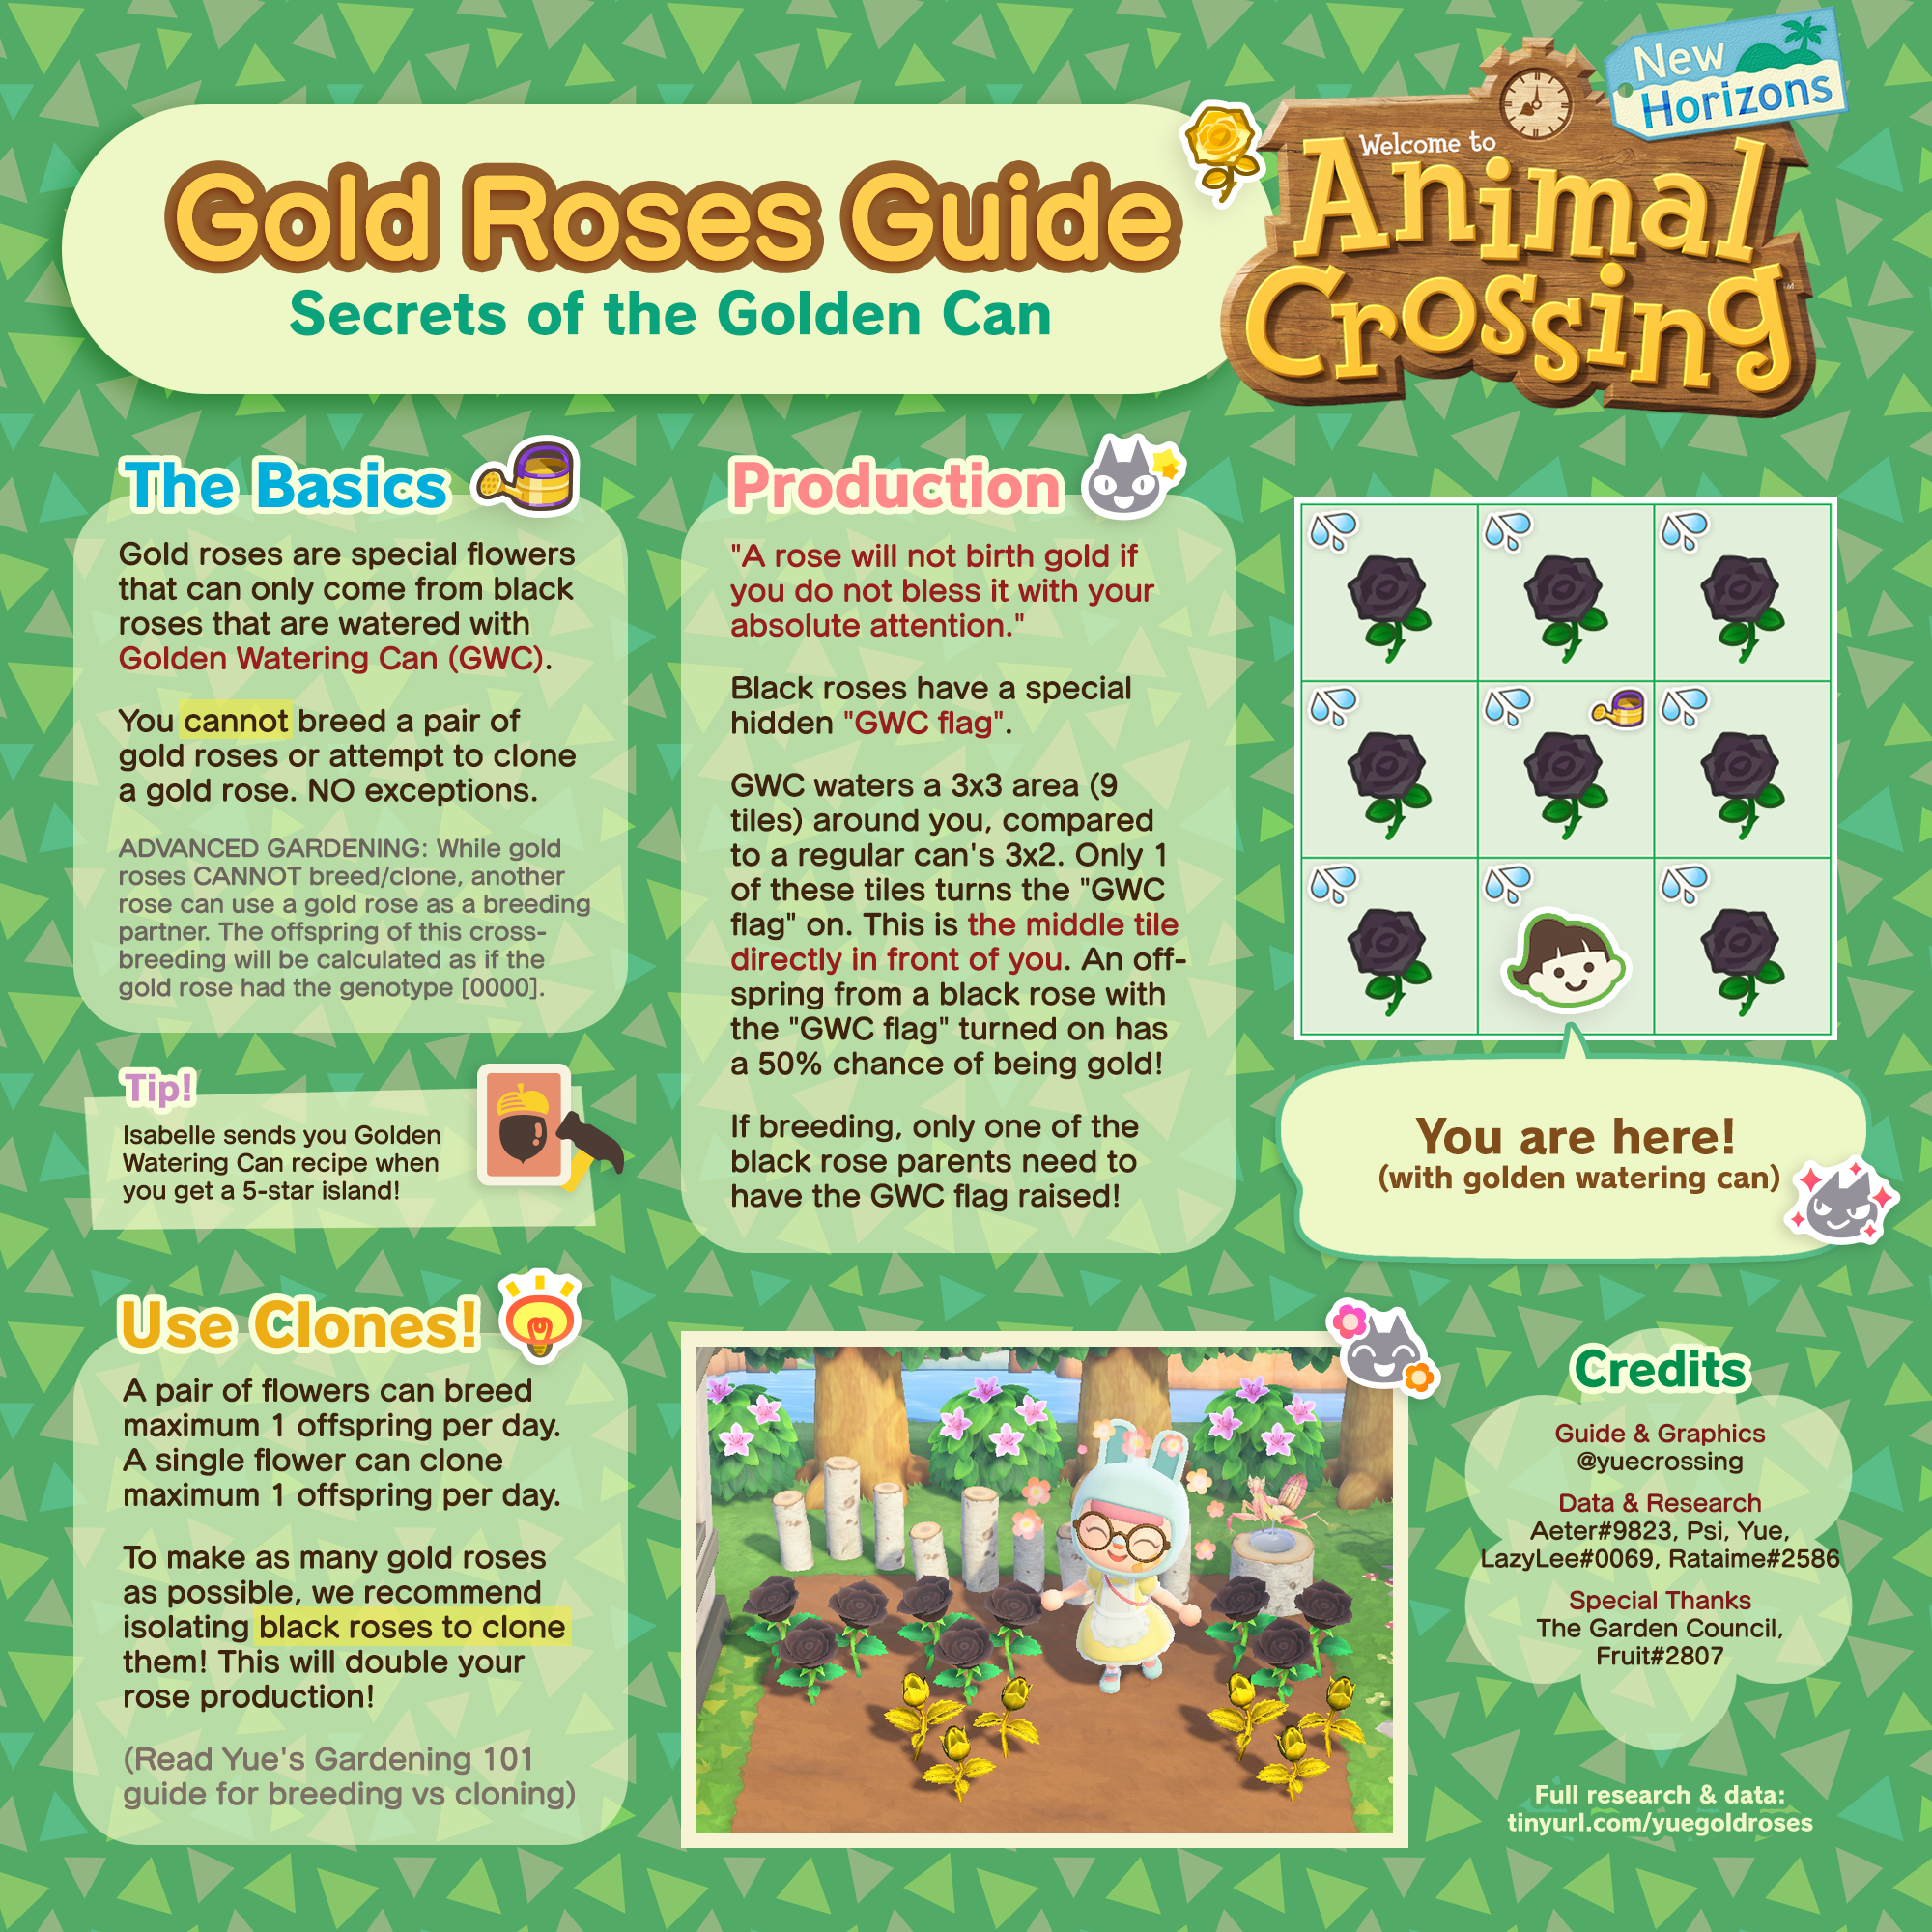 New
Horizons
Welcome to
Animal
Crossing
™
Gold Roses Guide
Secrets of the Golden Can
The Basics
Gold roses are special flowers
that can only come from black
roses that are watered with
Golden Watering Can (GWC).
You cannot breed a pair of
gold roses or attempt to clone
a gold rose. NO exceptions.
ADVANCED GARDENING: While gold
roses CANNOT breed/clone, another
rose can use a gold rose as a breeding
partner. The offspring of this cross-
breeding will be calculated as if the
gold rose had the genotype [0000].
Tip!
Isabelle sends you Golden
Watering Can recipe when
you get a 5-star island!
Use Clones!
A pair of flowers can breed
maximum 1 offspring per day.
A single flower can clone
maximum 1 offspring per day.
To make as many gold roses
as possible, we recommend
isolating black roses to clone
them! This will double your
rose production!
(Read Yue's Gardening 101
guide for breeding vs cloning)
Production
"A rose will not birth gold if
you do not bless it with your
absolute attention."
Black roses have a special
hidden "GWC flag".
GWC waters a 3x3 area (9
tiles) around you, compared
to a regular can's 3x2. Only 1
of these tiles turns the "GWC
flag" on. This is the middle tile
directly in front of you. An off-
spring from a black rose with
the "GWC flag" turned on has
a 50% chance of being gold!
If breeding, only one of the
black rose parents need to
have the GWC flag raised!
You are here!
(with golden watering can)
Credits
Guide & Graphics
@yuecrossing
Data & Research
Aeter#9823, Psi, Yue,
LazyLee#0069, Rataime#2586
Special Thanks
The Garden Council,
Fruit#2807
Full research & data:
tinyurl.com/yuegoldroses